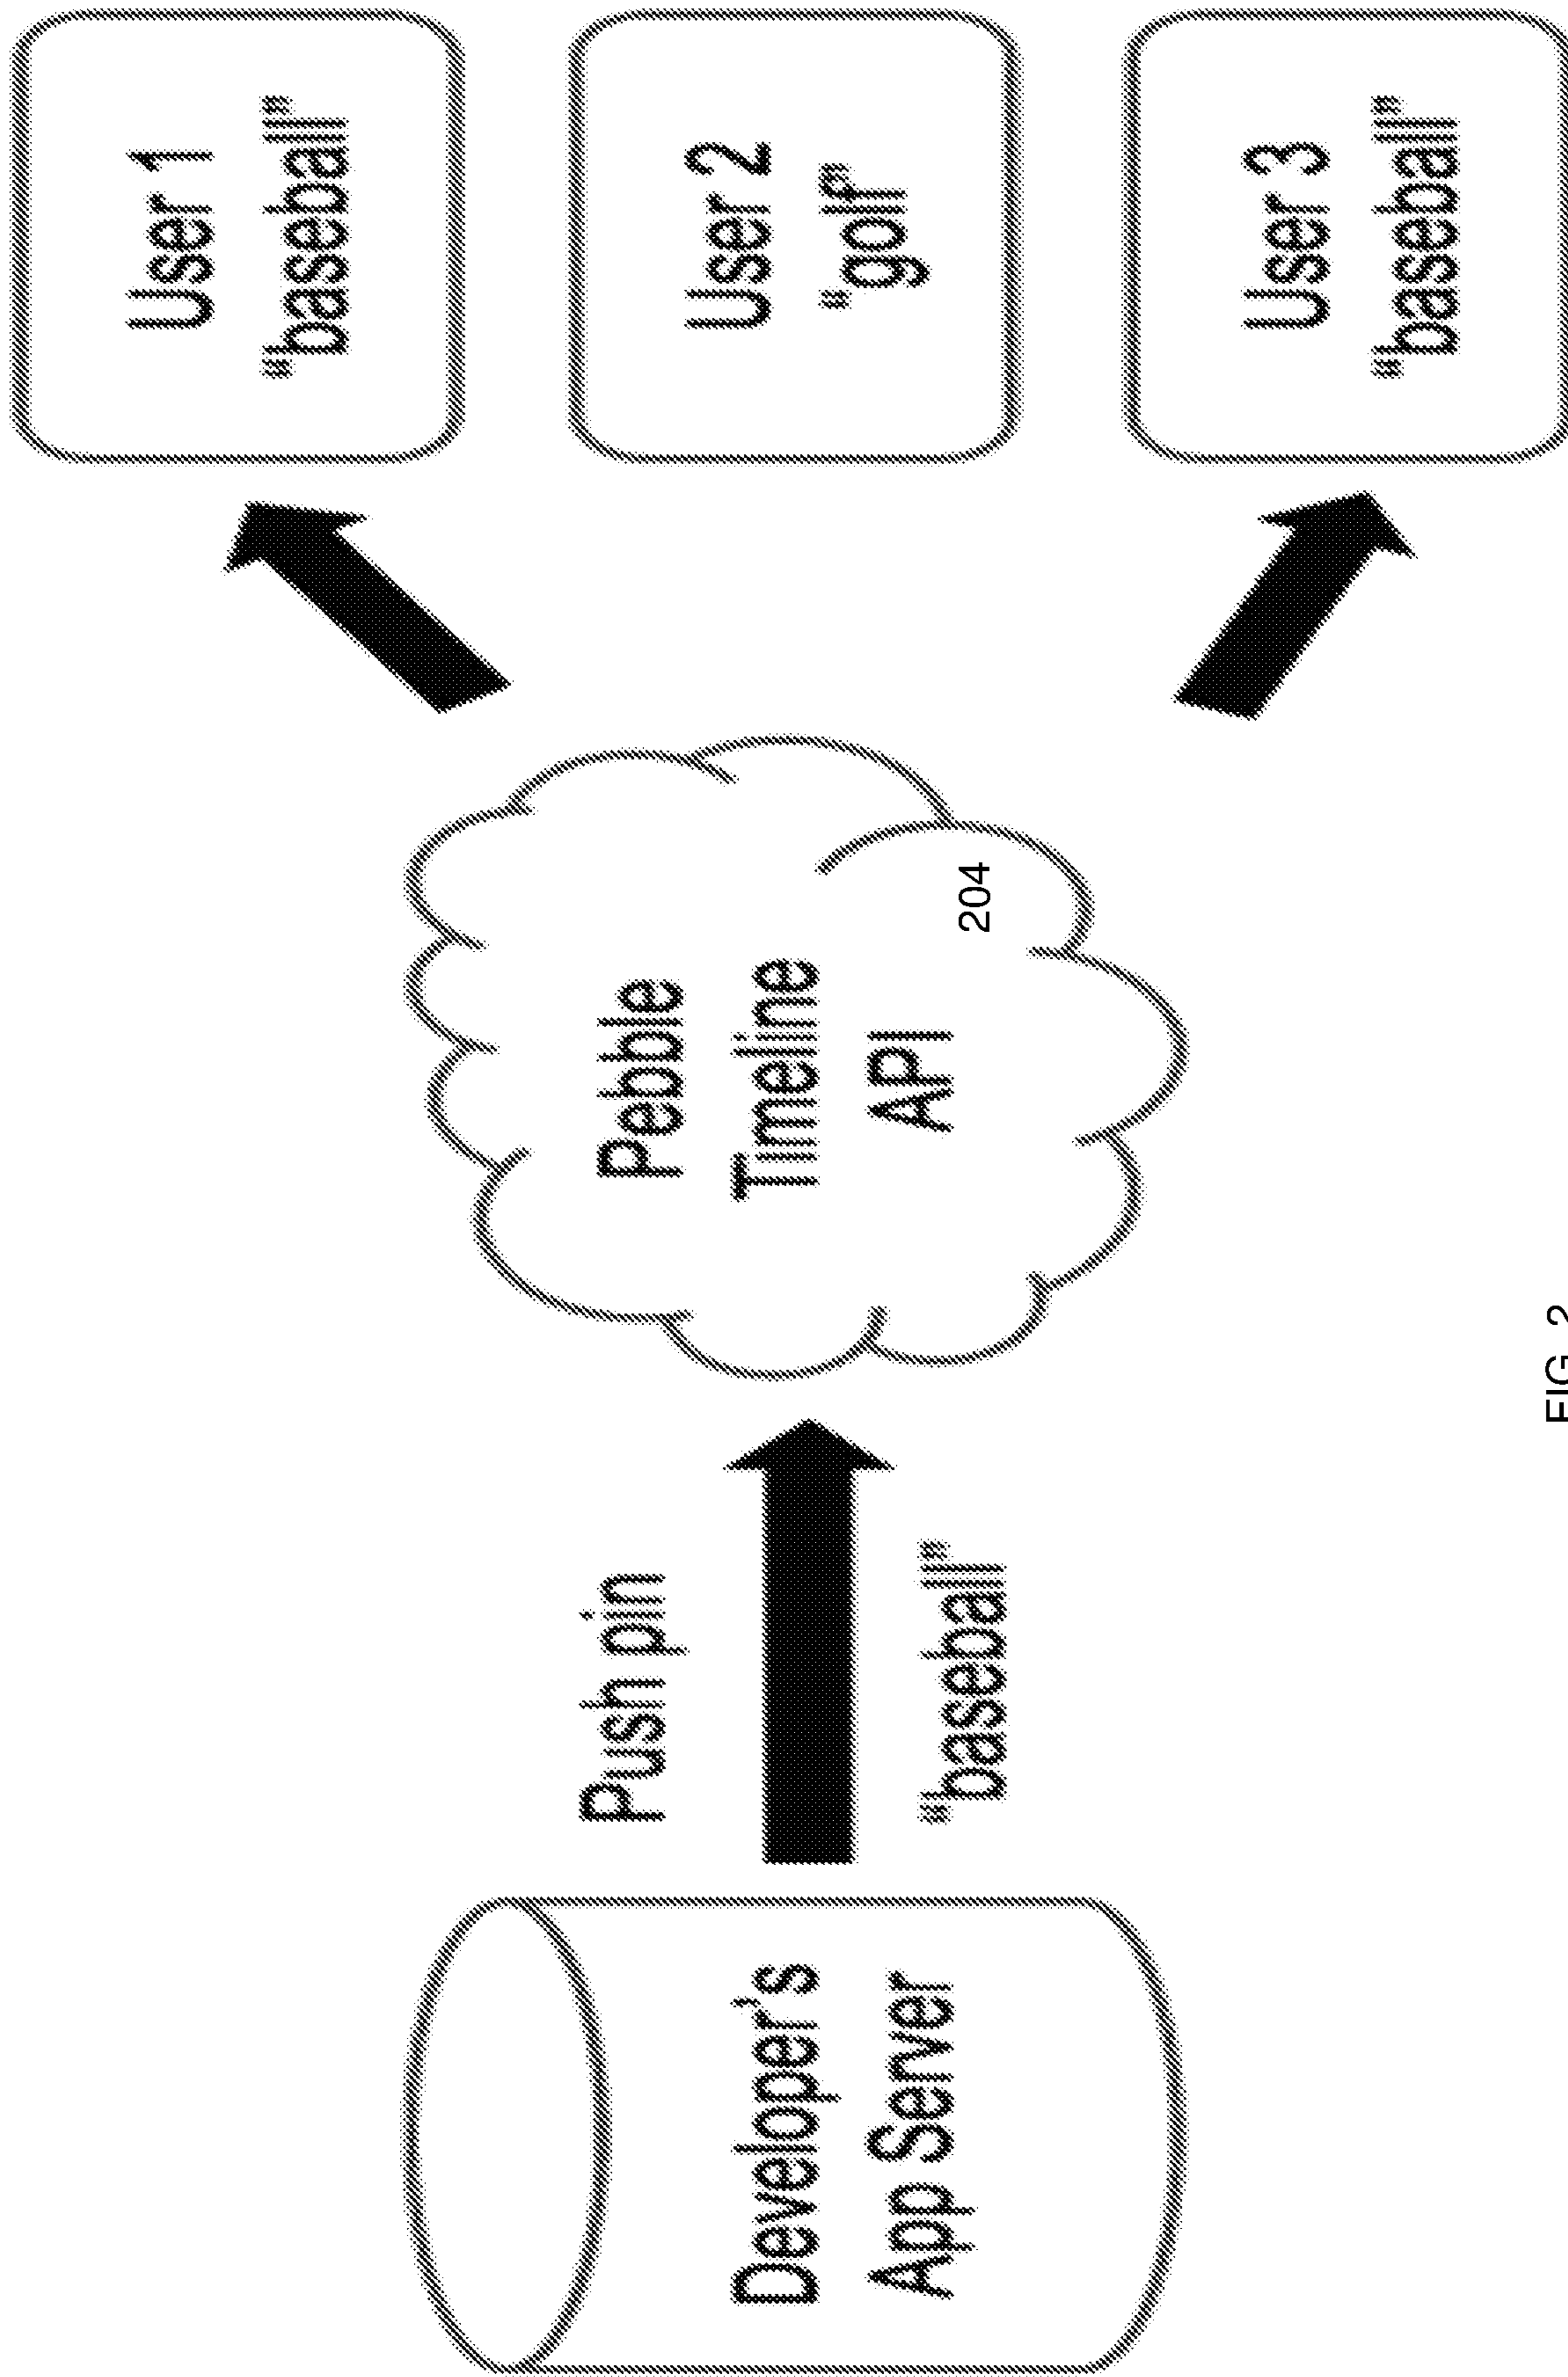 Developer's
App Server
Push pin
"baseball"
Pebble
Timeline
API
204
User 1
"baseball"
User 2
"golf"
User 3
"baseball"
FIG. 2